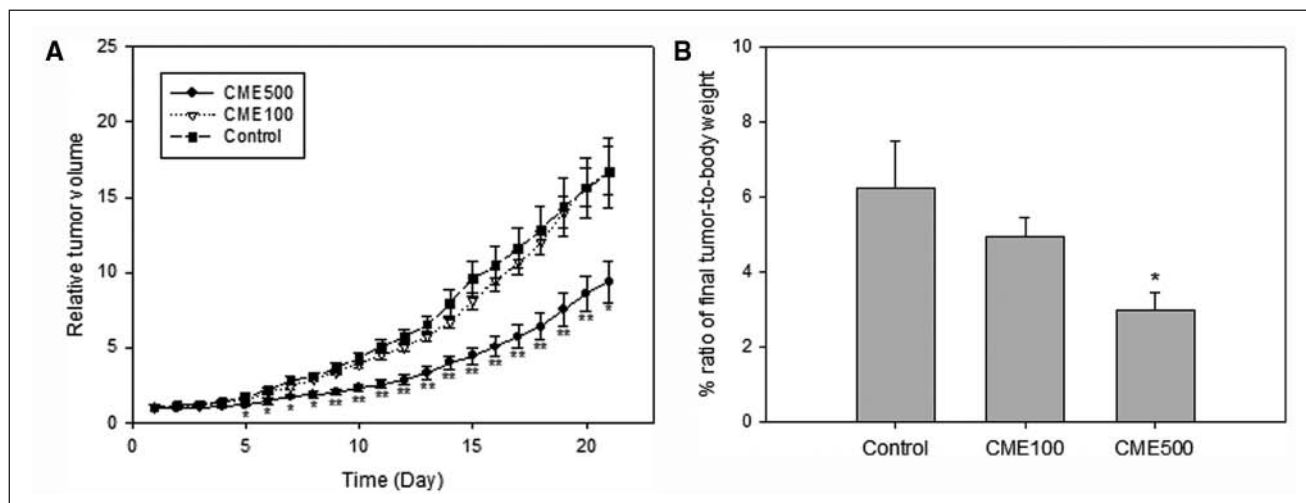 A
Relative tumor volume
25
20
15
10
5
0
CME500
CME100
Control
* * * * ** ** ** ** ** ** ** ** ** ** ** ** *
0 5 10 15 20
Time (Day)
B
% ratio of final tumor-to-body weight
10
8
6
4
2
0
*
Control CME100 CME500